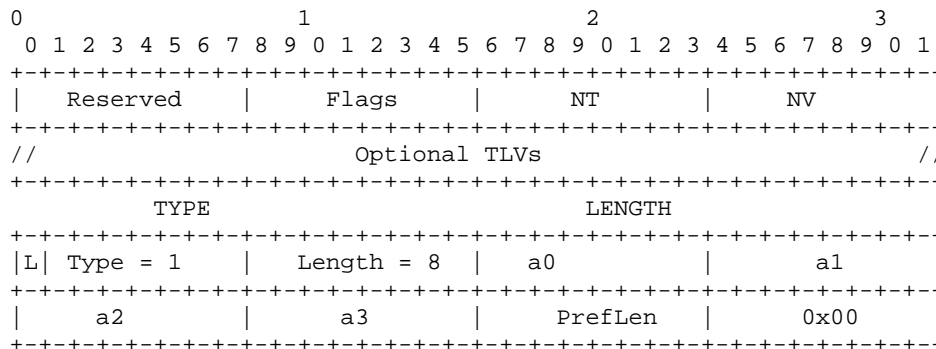 0                   1                   2                   3
 0 1 2 3 4 5 6 7 8 9 0 1 2 3 4 5 6 7 8 9 0 1 2 3 4 5 6 7 8 9 0 1
+-+-+-+-+-+-+-+-+-+-+-+-+-+-+-+-+-+-+-+-+-+-+-+-+-+-+-+-+-+-+-+-
|   Reserved    |     Flags     |      NT       |     NV
+-+-+-+-+-+-+-+-+-+-+-+-+-+-+-+-+-+-+-+-+-+-+-+-+-+-+-+-+-+-+-+-
//                      Optional TLVs                          //
+-+-+-+-+-+-+-+-+-+-+-+-+-+-+-+-+-+-+-+-+-+-+-+-+-+-+-+-+-+-+-+-
          TYPE                          LENGTH
+-+-+-+-+-+-+-+-+-+-+-+-+-+-+-+-+-+-+-+-+-+-+-+-+-+-+-+-+-+-+-+-
|L| Type = 1    |   Length = 8  |   a0          |       a1
+-+-+-+-+-+-+-+-+-+-+-+-+-+-+-+-+-+-+-+-+-+-+-+-+-+-+-+-+-+-+-+-
|     a2        |      a3       |     PrefLen   |      0x00
+-+-+-+-+-+-+-+-+-+-+-+-+-+-+-+-+-+-+-+-+-+-+-+-+-+-+-+-+-+-+-+-